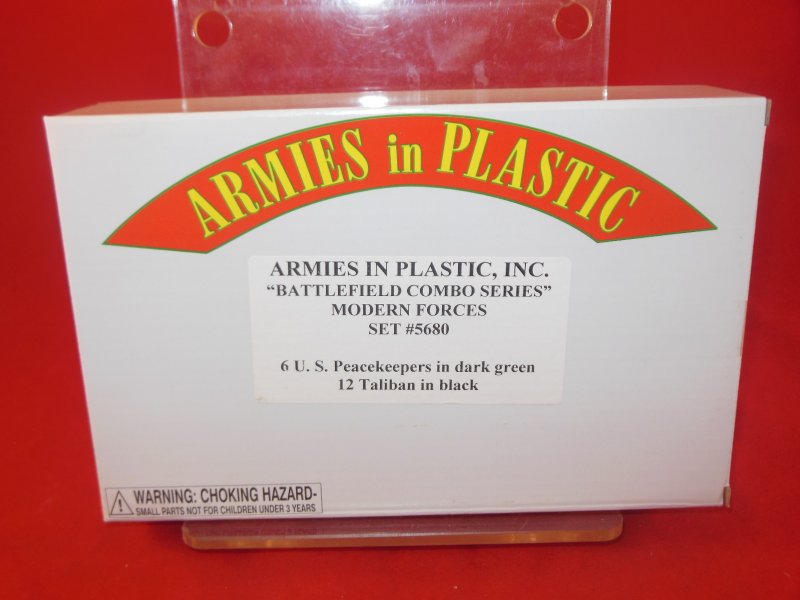 ARMIES in PLASTIC
ARMIES IN PLASTIC, INC.
“BATTLEFIELD COMBO SERIES”
MODERN FORCES
SET #5680
6 U. S. Peacekeepers in dark green
12 Taliban in black
WARNING: CHOKING HAZARD-
SMALL PARTS NOT FOR CHILDREN UNDER 3 YEARS